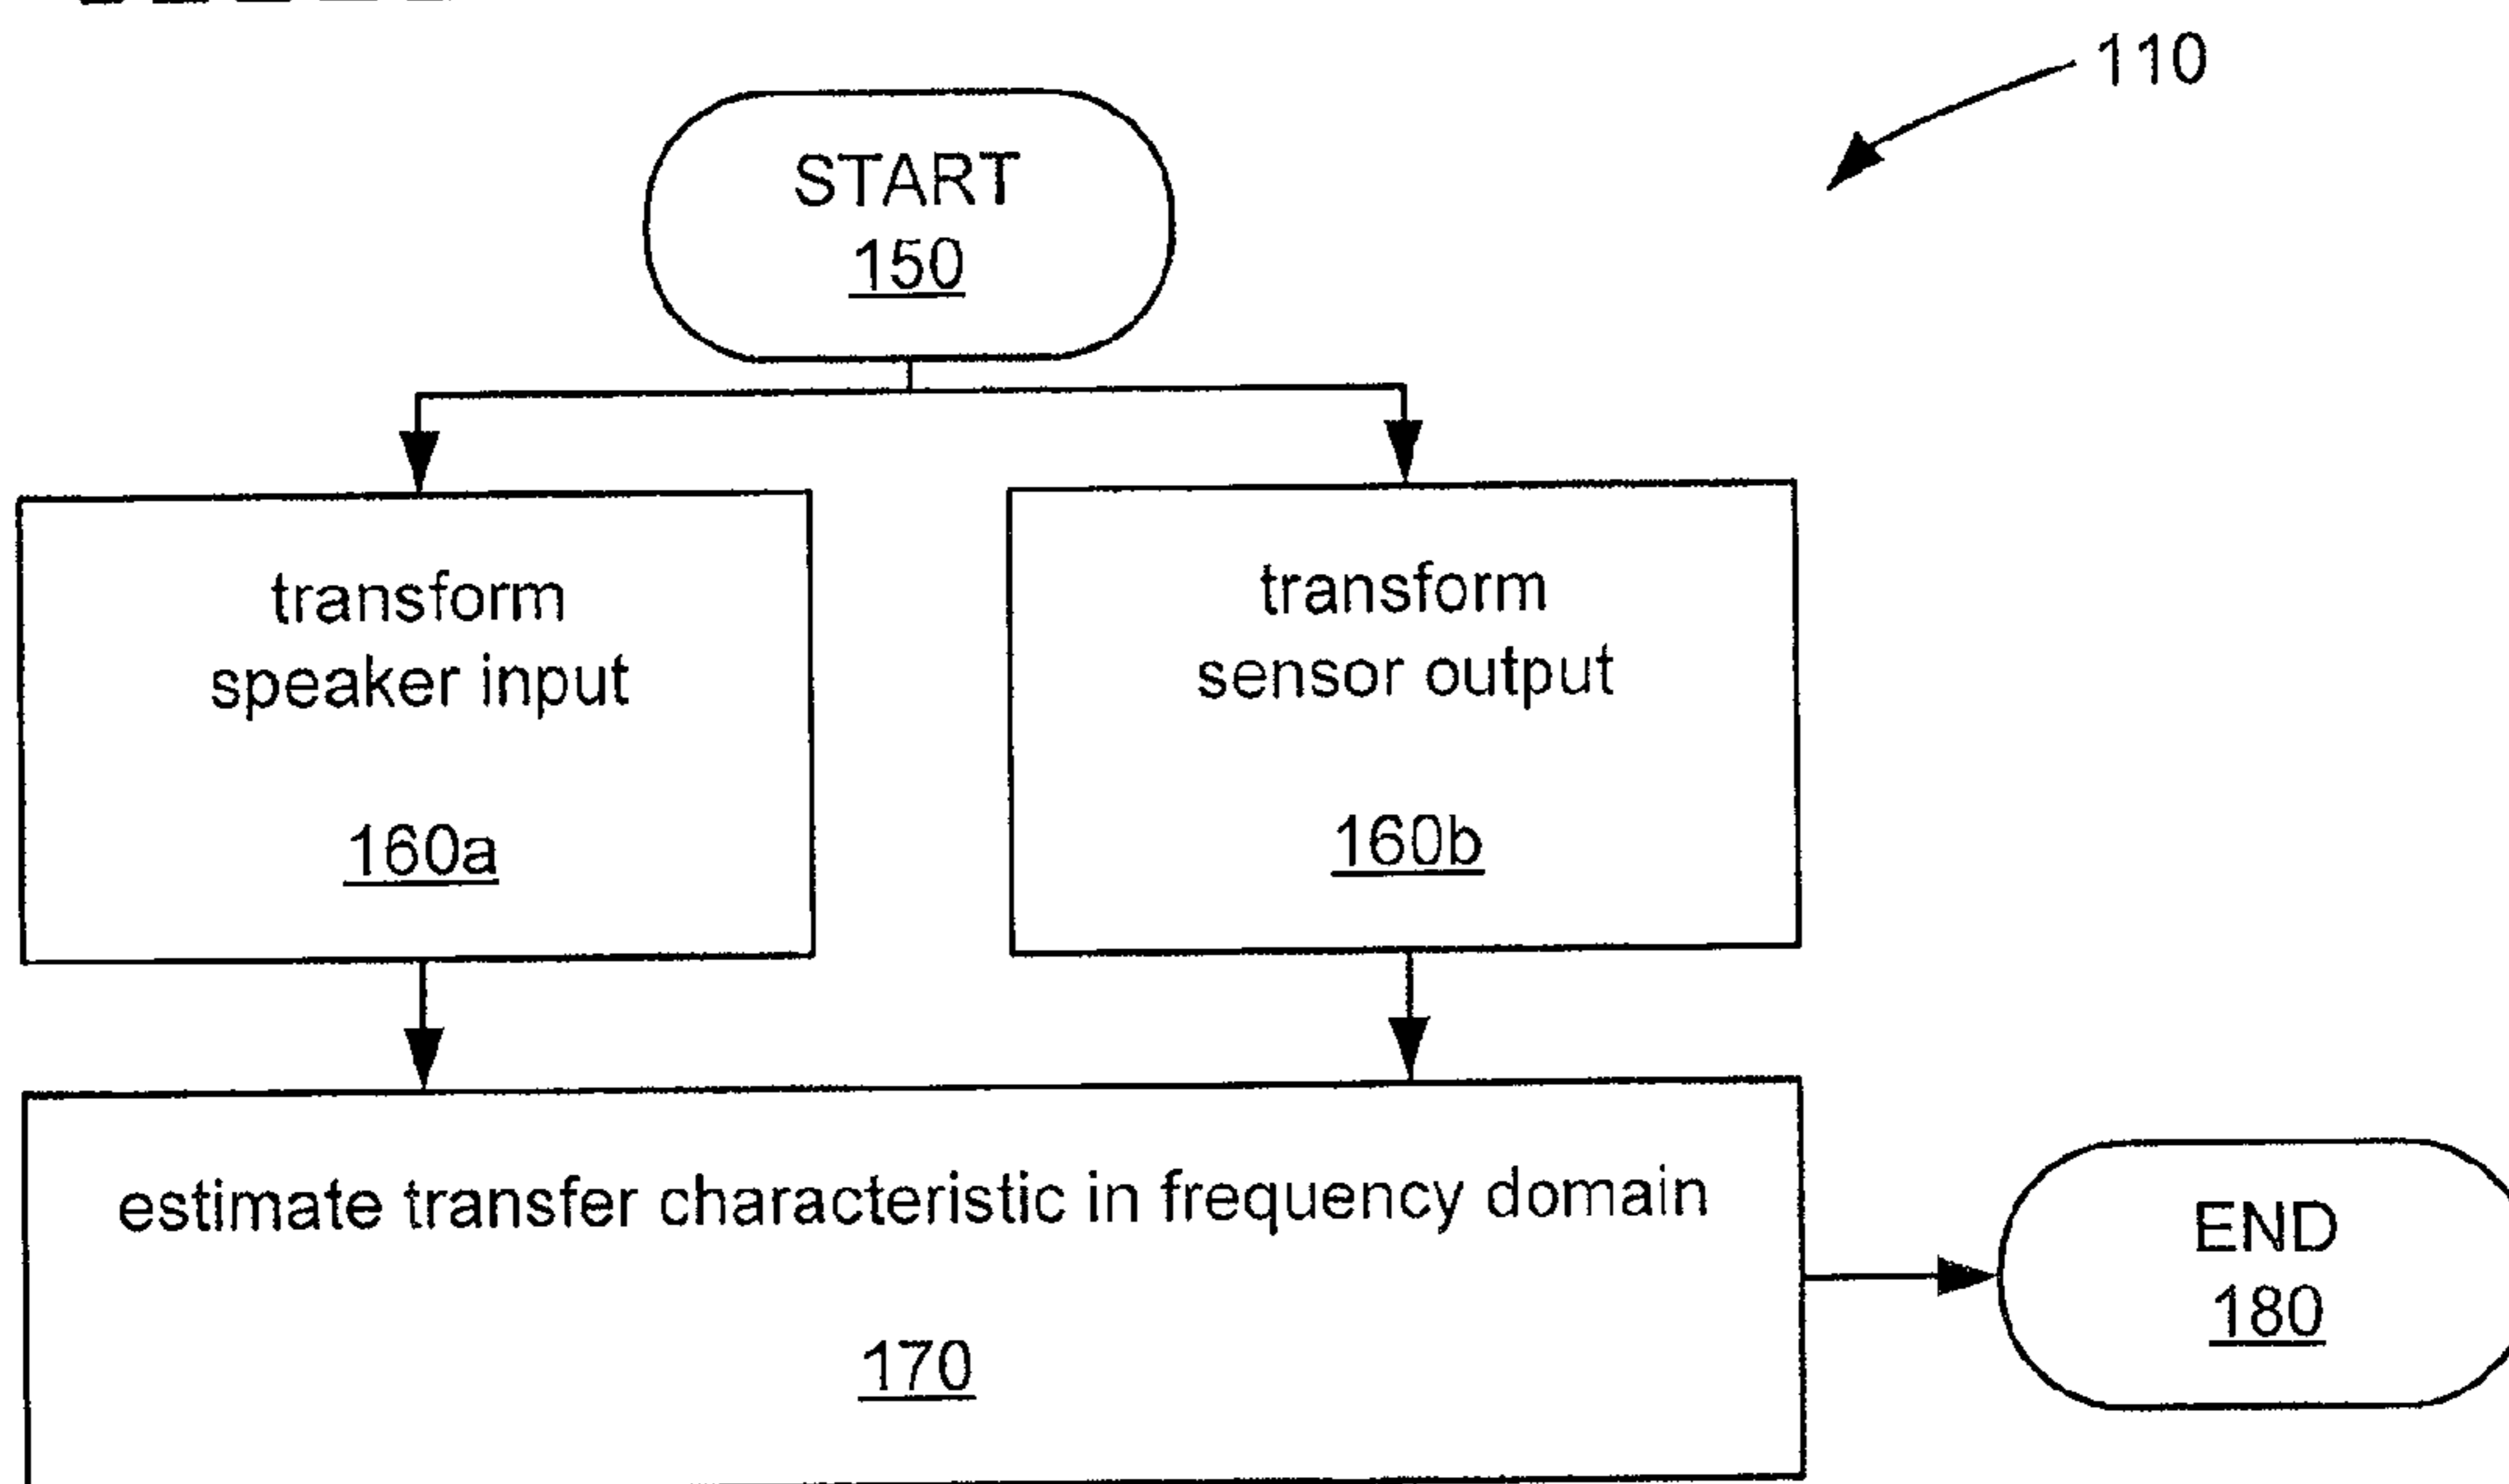 110
START
150
transform
speaker input
160a
transform
sensor output
160b
estimate transfer characteristic in frequency domain
170
END
180